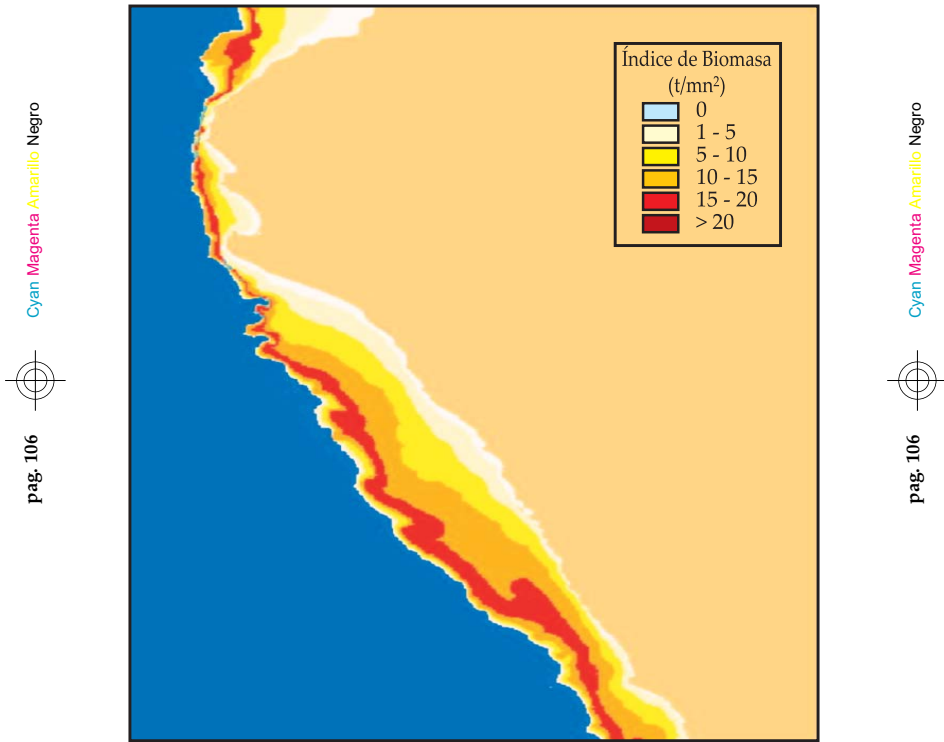 Índice de Biomasa
(t/mn²)
0
1 - 5
5 - 10
10 - 15
15 - 20
> 20
Cyan Magenta Amarillo Negro
pag. 106
Cyan Magenta Amarillo Negro
pag. 106